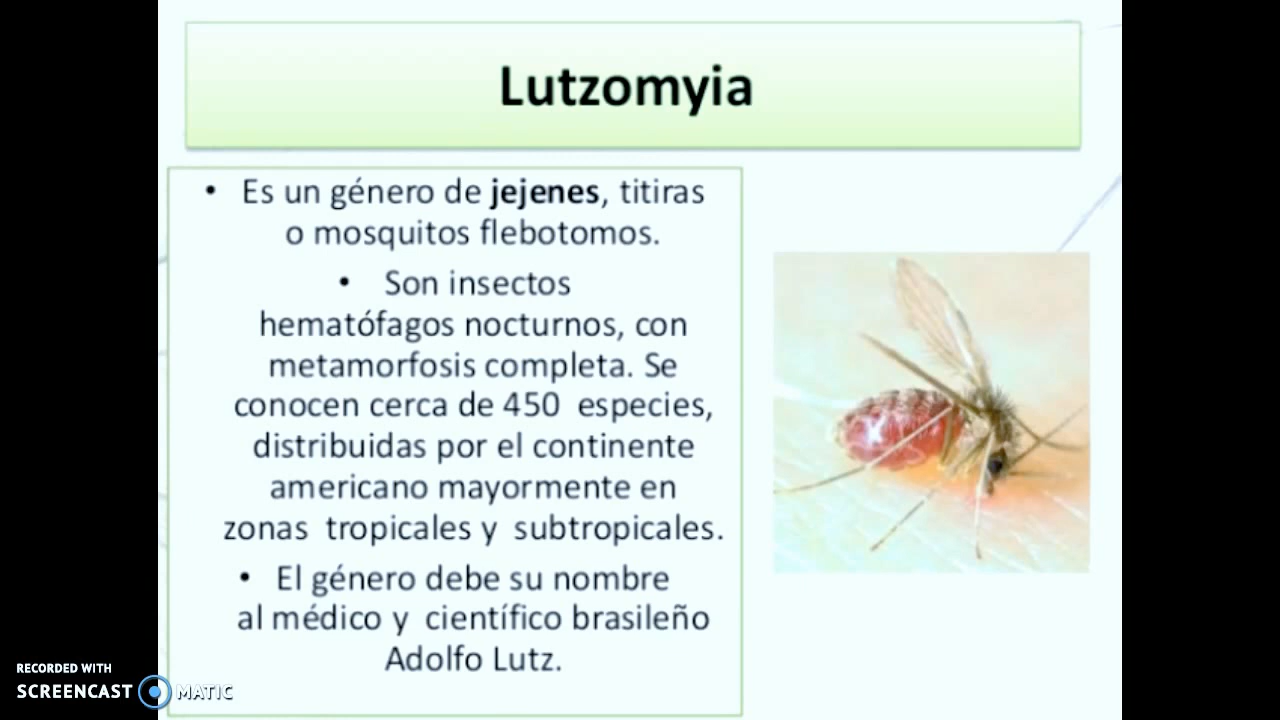 Lutzomyia
• Es un género de jejenes, titiras
o mosquitos flebotomos.
• Son insectos
hematófagos nocturnos, con
metamorfosis completa. Se
conocen cerca de 450 especies,
distribuidas por el continente
americano mayormente en
zonas tropicales y subtropicales.
• El género debe su nombre
al médico y científico brasileño
Adolfo Lutz.
RECORDED WITH
SCREENCAST MATIC